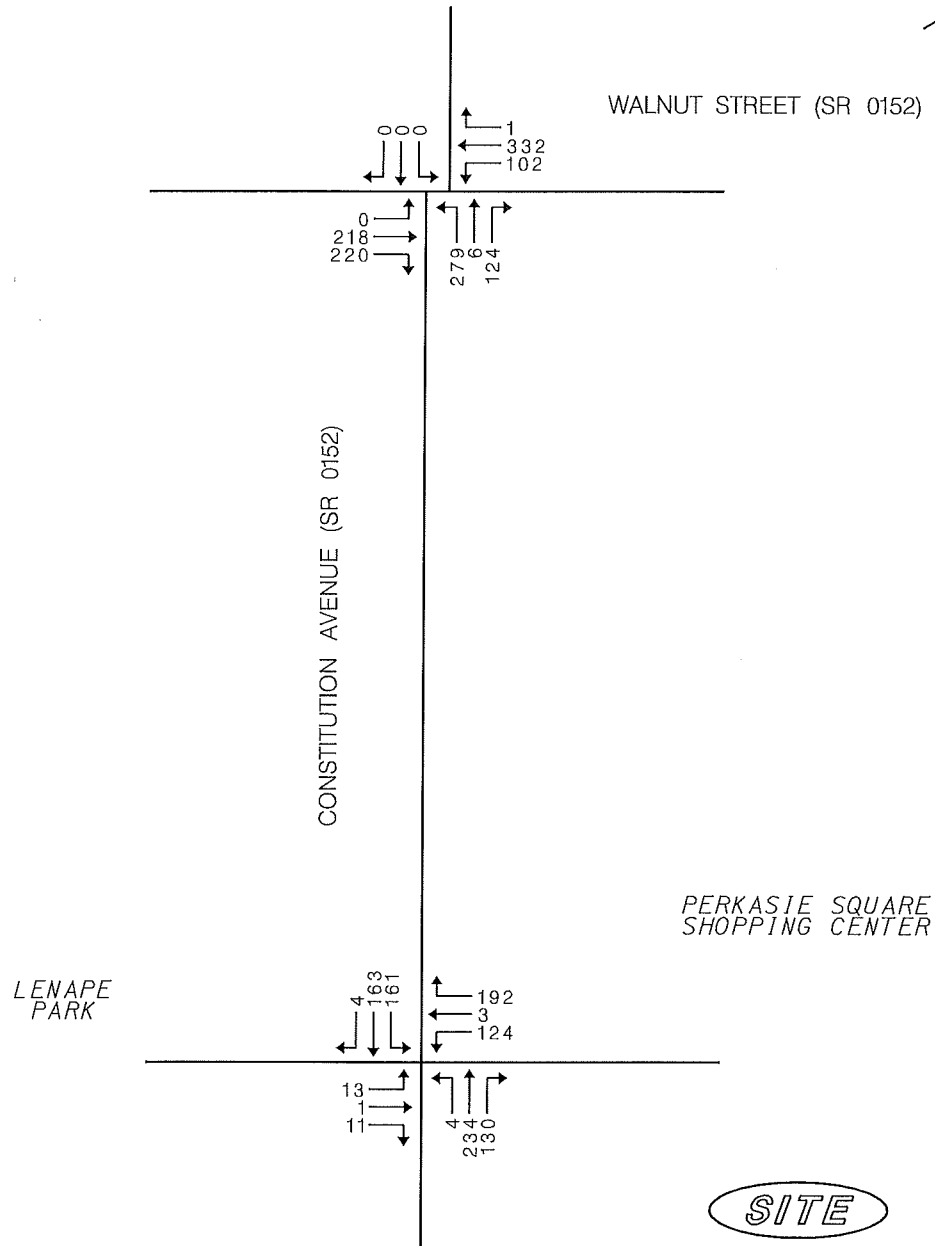 WALNUT STREET (SR 0152)
0 0 0
1
332
102
0
218
220
279
6
124
CONSTITUTION AVENUE (SR 0152)
PERKASIE SQUARE
SHOPPING CENTER
LENAPE
PARK
4
163
161
192
3
124
13
1
11
4
234
130
SITE